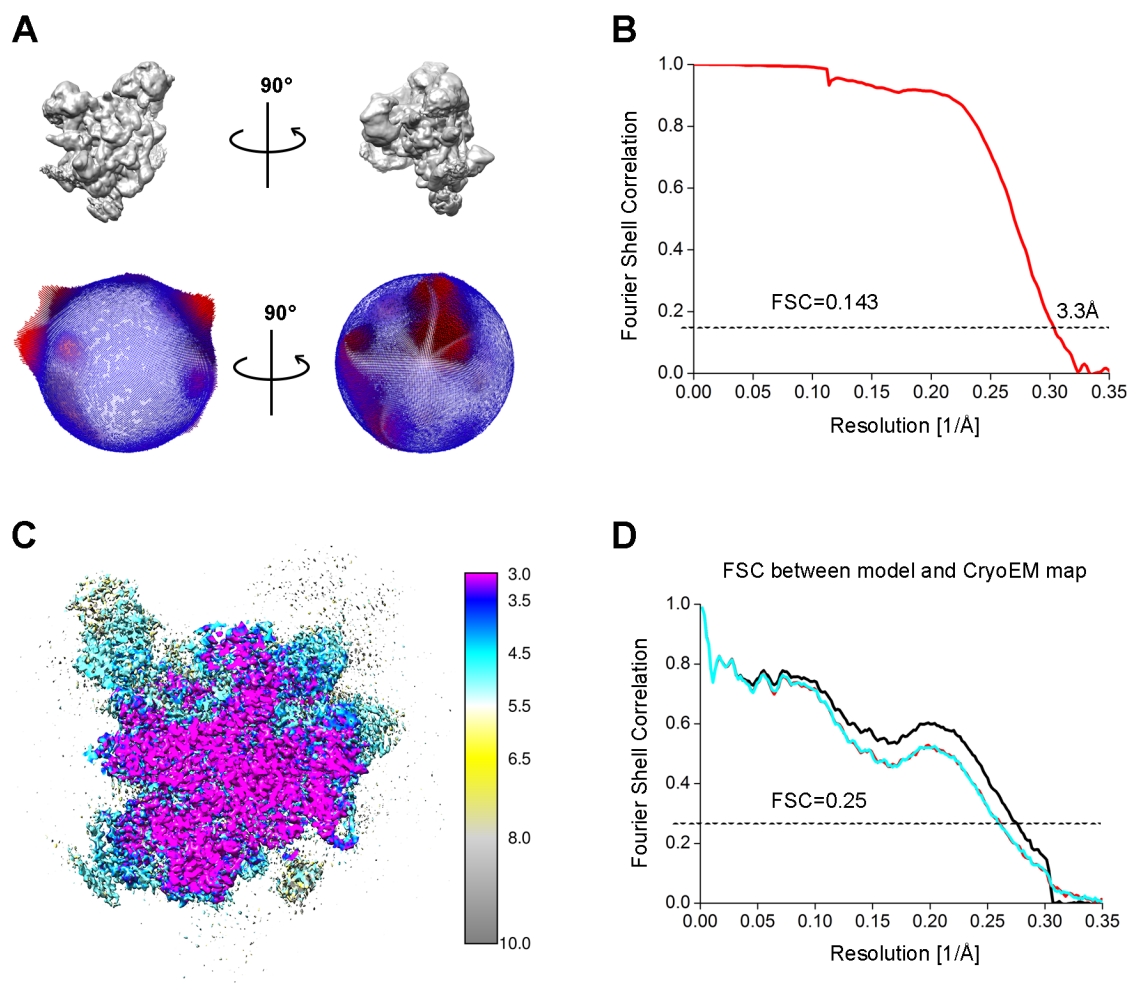 A
90°
90°
B
Fourier Shell Correlation
1.0
0.8
0.6
0.4
0.2
0.0
FSC=0.143
3.3Å
0.00 0.05 0.10 0.15 0.20 0.25 0.30 0.35
Resolution [1/Å]
C
3.0
3.5
4.5
5.5
6.5
8.0
10.0
D
FSC between model and CryoEM map
Fourier Shell Correlation
1.0
0.8
0.6
0.4
0.2
0.0
FSC=0.25
0.00 0.05 0.10 0.15 0.20 0.25 0.30 0.35
Resolution [1/Å]